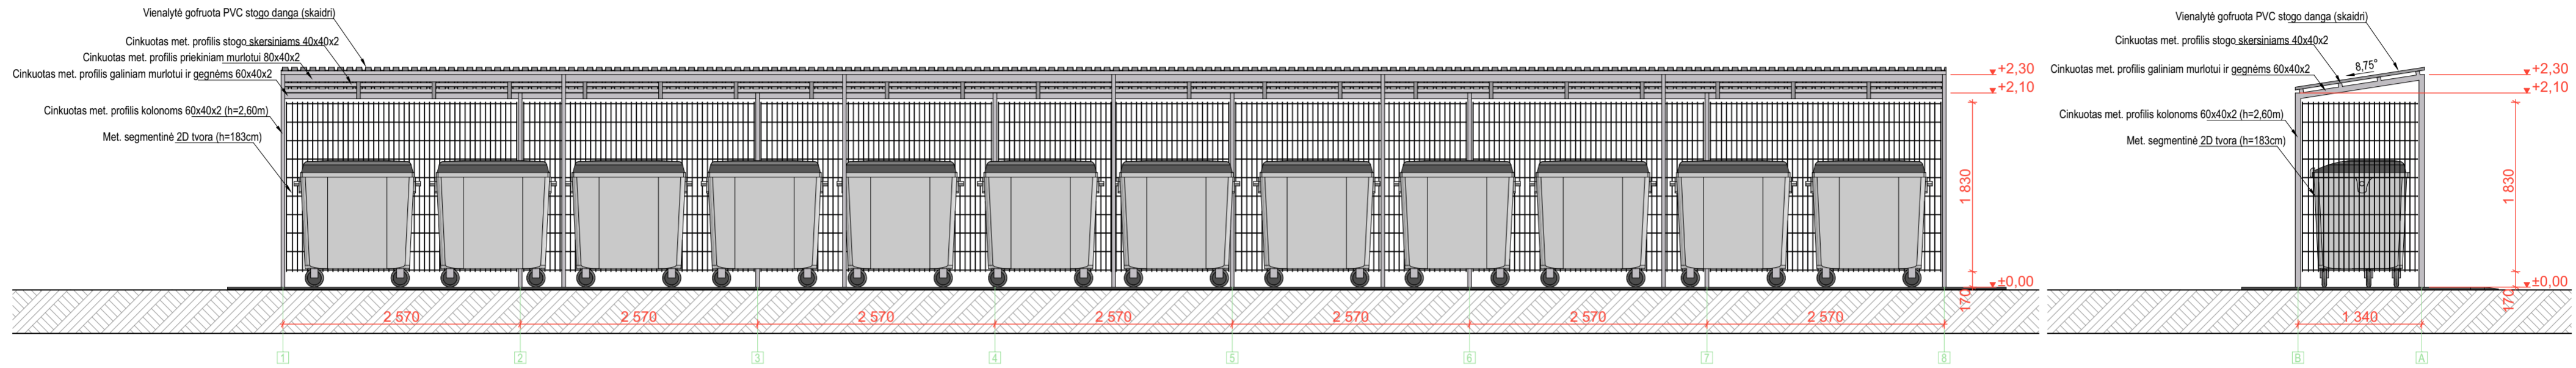 Vienalytė gofruota PVC stogo danga (skaidri)
Cinkuotas met. profilis stogo skersiniams 40x40x2
Cinkuotas met. profilis priekiniam murlotui 80x40x2
Cinkuotas met. profilis galiniam murlotui ir gegnėms 60x40x2
Cinkuotas met. profilis kolonoms 60x40x2 (h=2,60m)
Met. segmentinė 2D tvora (h=183cm)
+2,30
+2,10
1 830
±0,00
170
2 570
2 570
2 570
2 570
2 570
2 570
2 570
1
2
3
4
5
6
7
8
Vienalytė gofruota PVC stogo danga (skaidri)
Cinkuotas met. profilis stogo skersiniams 40x40x2
Cinkuotas met. profilis galiniam murlotui ir gegnėms 60x40x2
8,75°
Cinkuotas met. profilis kolonoms 60x40x2 (h=2,60m)
Met. segmentinė 2D tvora (h=183cm)
+2,30
+2,10
1 830
±0,00
170
1 340
B
A